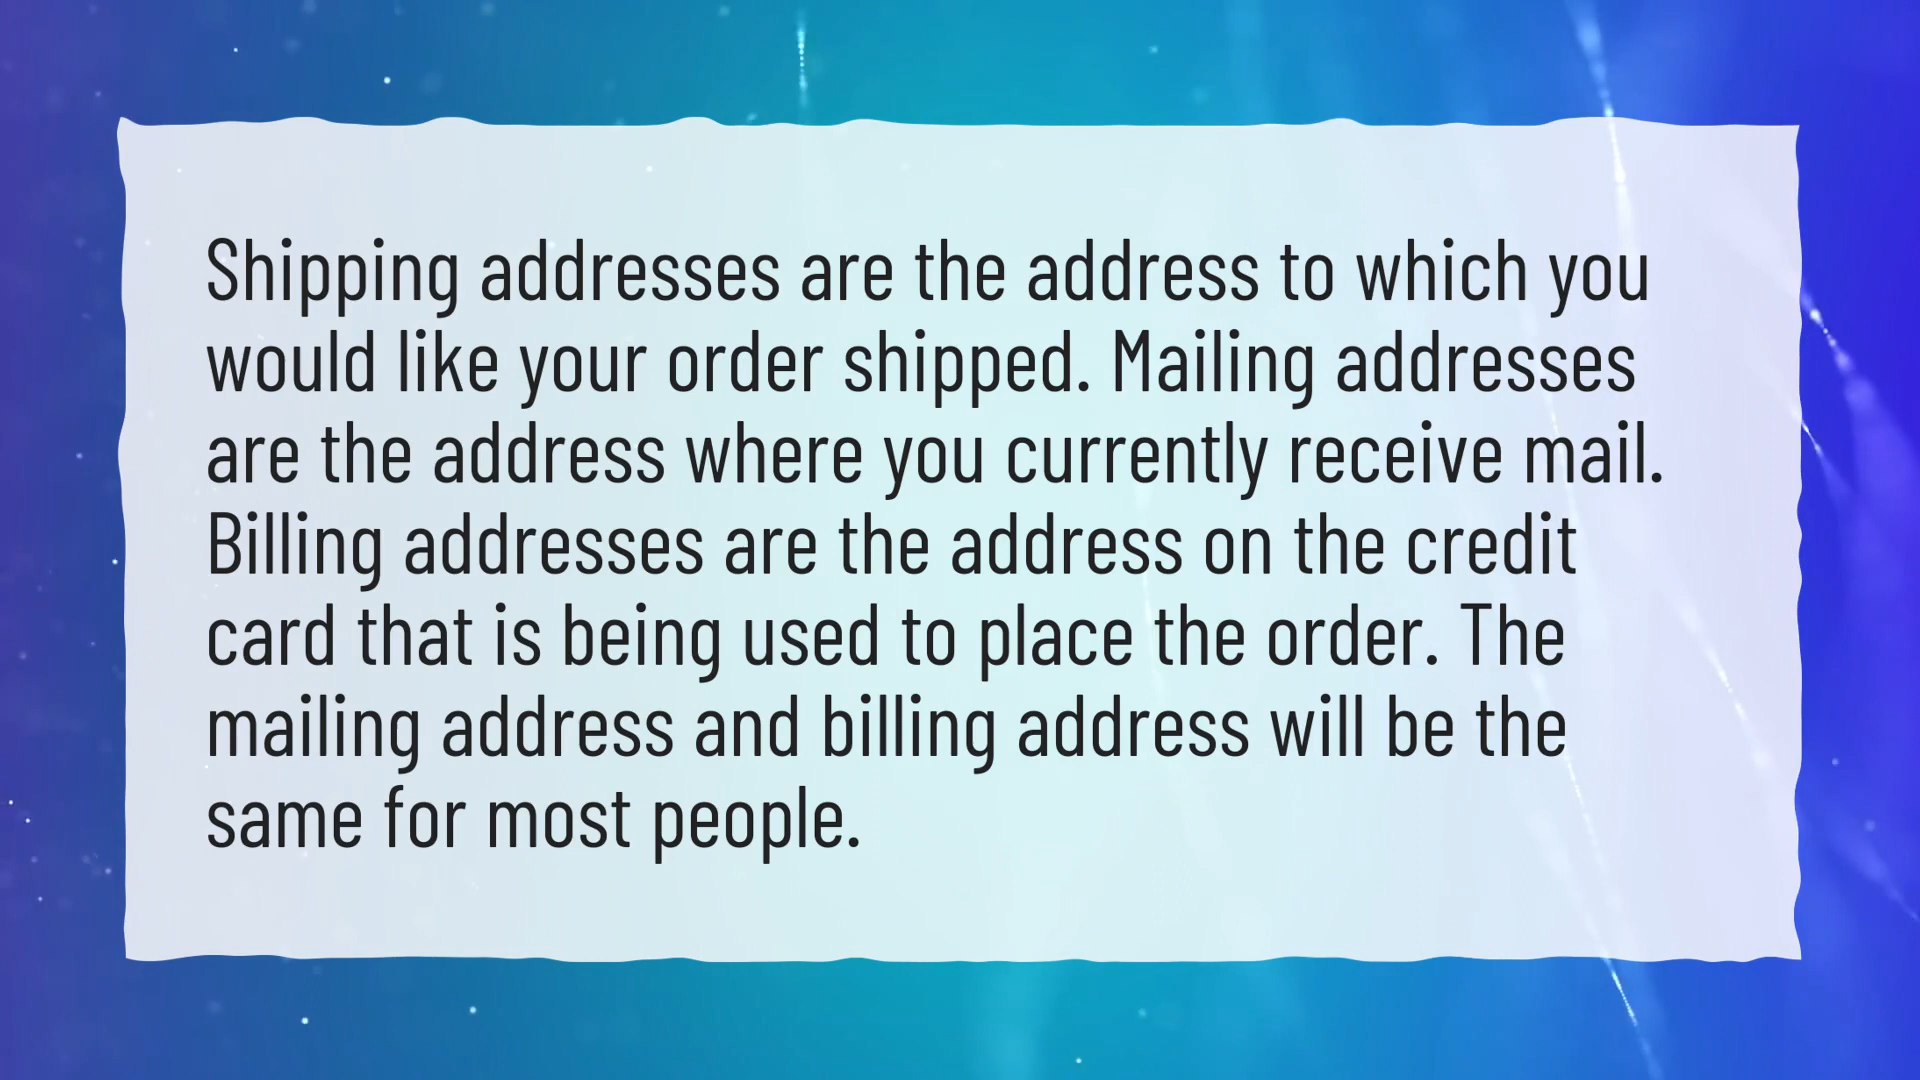 Shipping addresses are the address to which you
would like your order shipped. Mailing addresses
are the address where you currently receive mail.
Billing addresses are the address on the credit
card that is being used to place the order. The
mailing address and billing address will be the
same for most people.